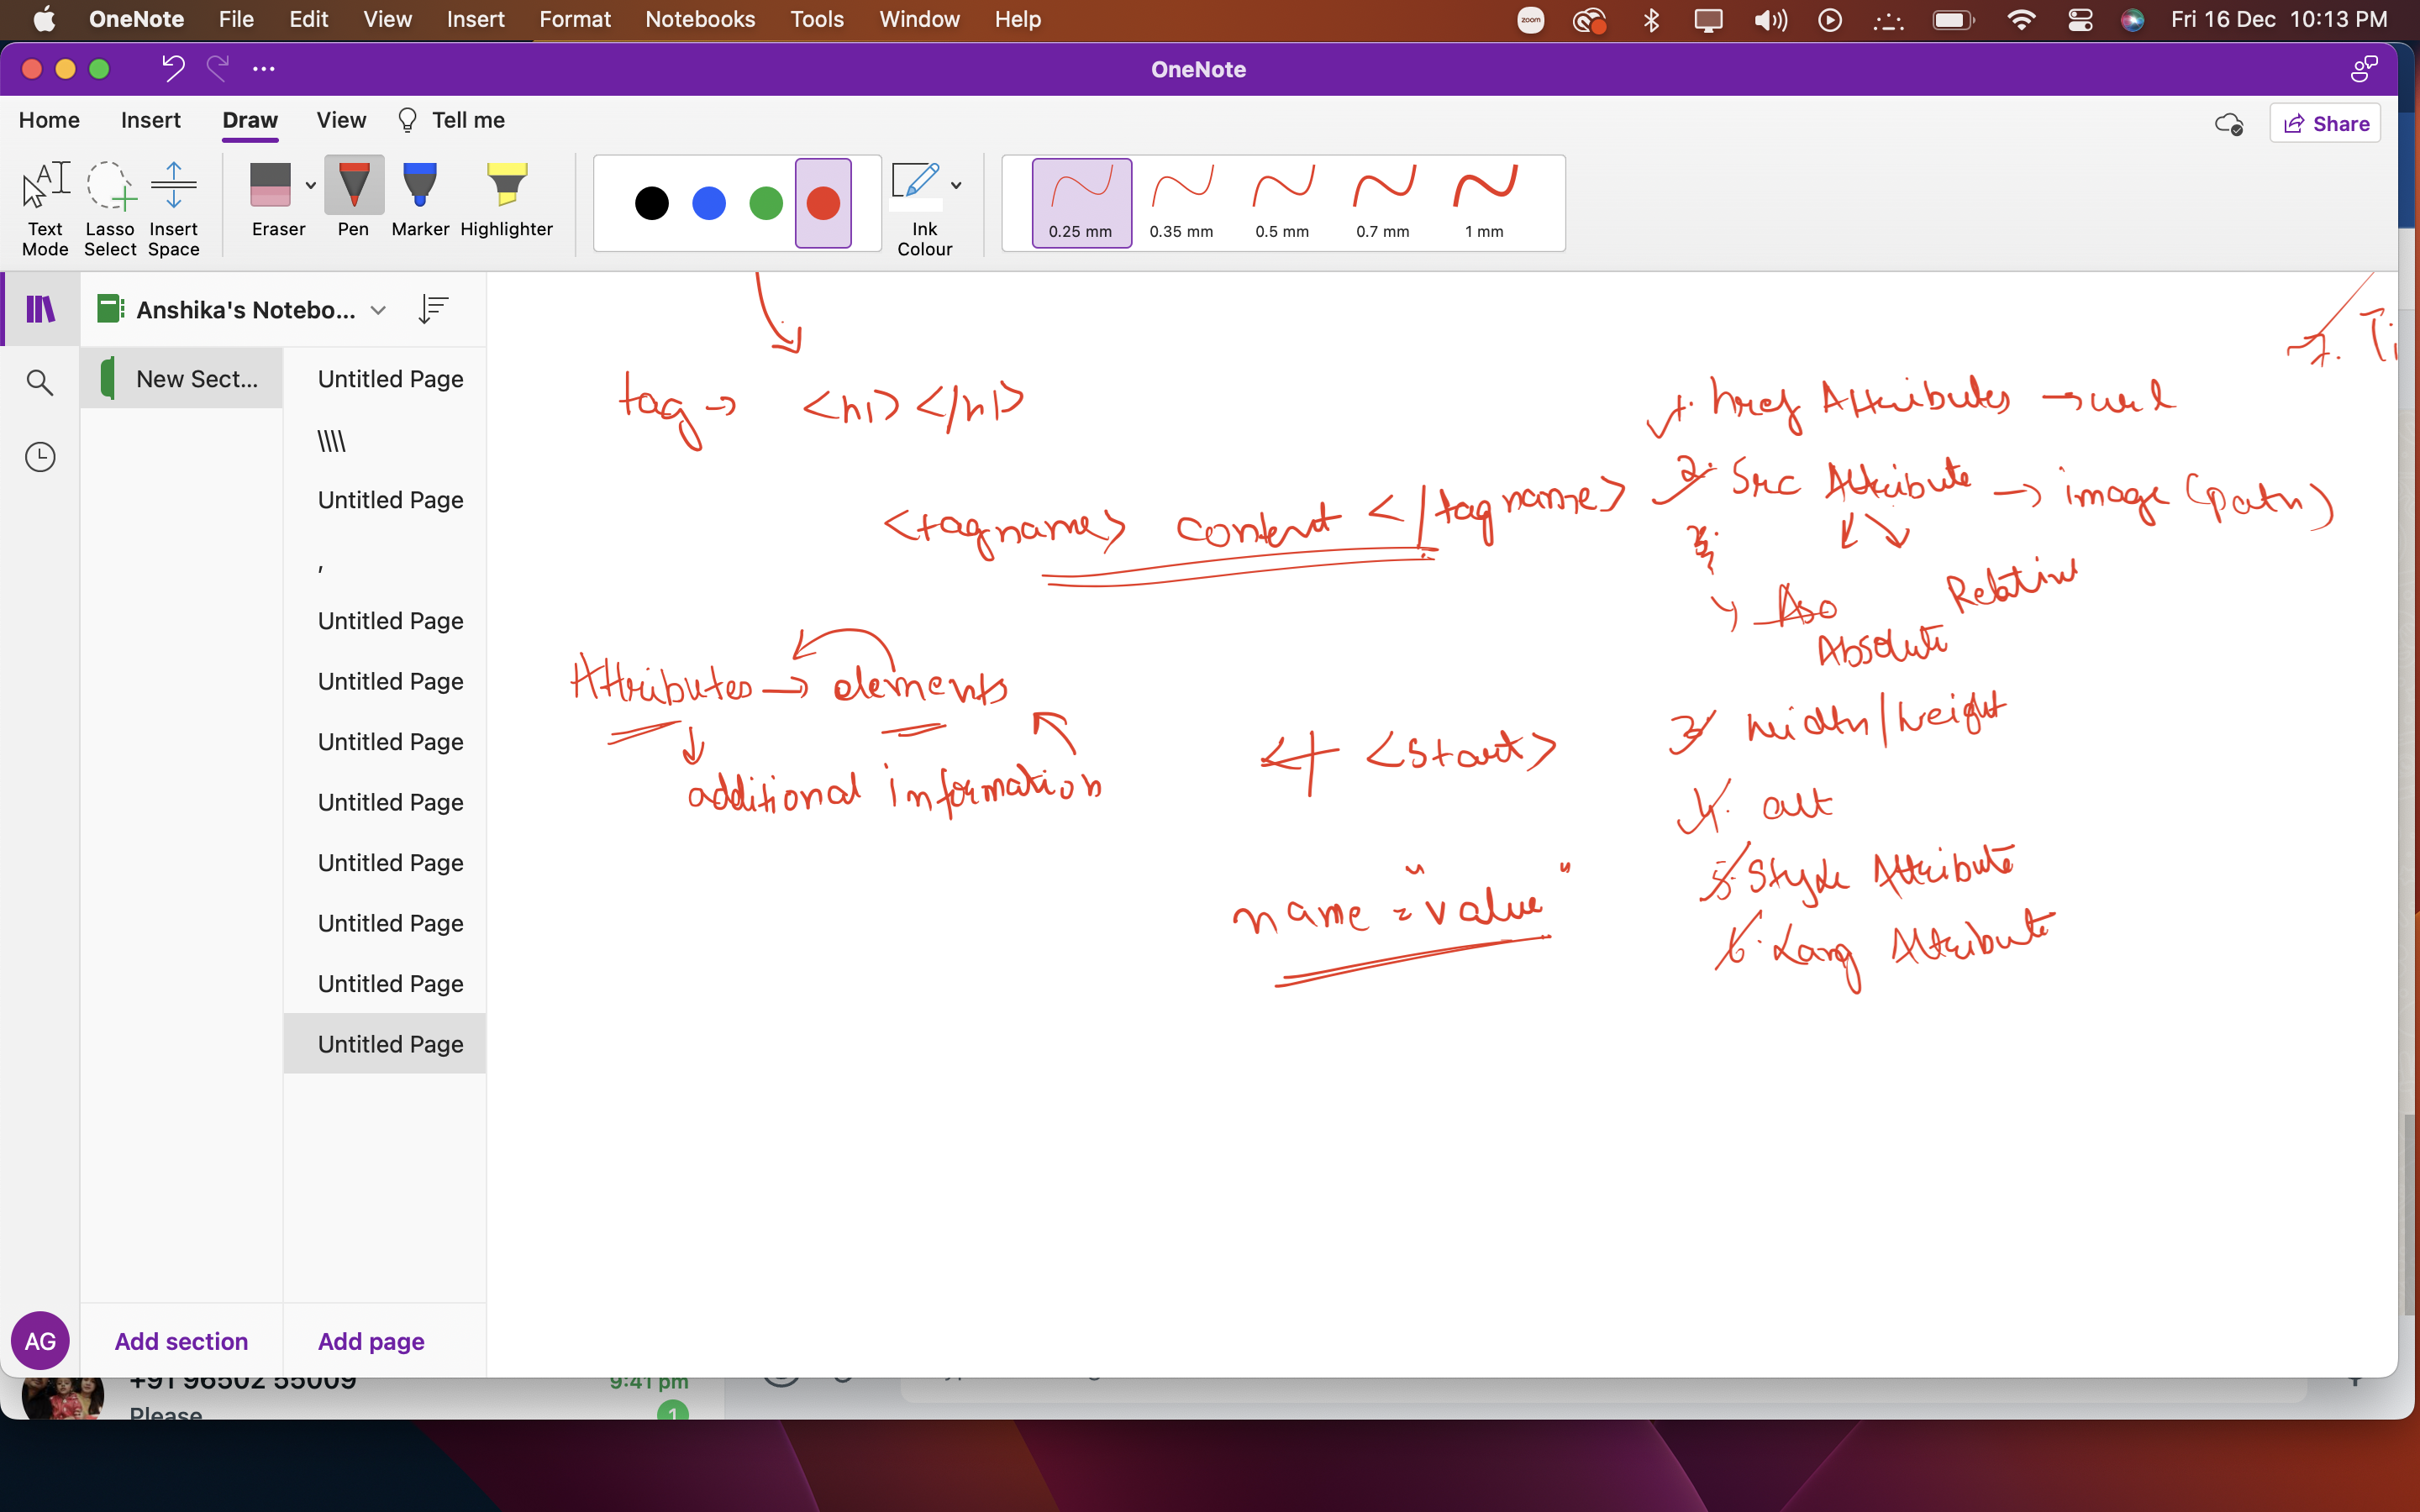 OneNote File Edit View Insert Format Notebooks Tools Window Help zoom Fri 16 Dec 10:13 PM
OneNote
Home Insert Draw View Tell me Share
Text Mode Lasso Select Insert Space Eraser Pen Marker Highlighter Ink Colour 0.25 mm 0.35 mm 0.5 mm 0.7 mm 1 mm
Anshika's Notebo...
New Sect...
Untitled Page
\\\\
Untitled Page
,
Untitled Page
Untitled Page
Untitled Page
Untitled Page
Untitled Page
Untitled Page
Untitled Page
Untitled Page
Add section Add page
AG
tag → <h1> </h1>
<tagname> content </tagname>
Attributes → elements
additional information
<start>
name = "value"
7. Ti
1. href Attributes → url
2. Src Attribute → image (path)
3.
Abso
Relative
Absolute
3 width/height
4. alt
5. Style Attribute
6. Lang Attribute
+91 96502 55009 9:41 pm
Please 1